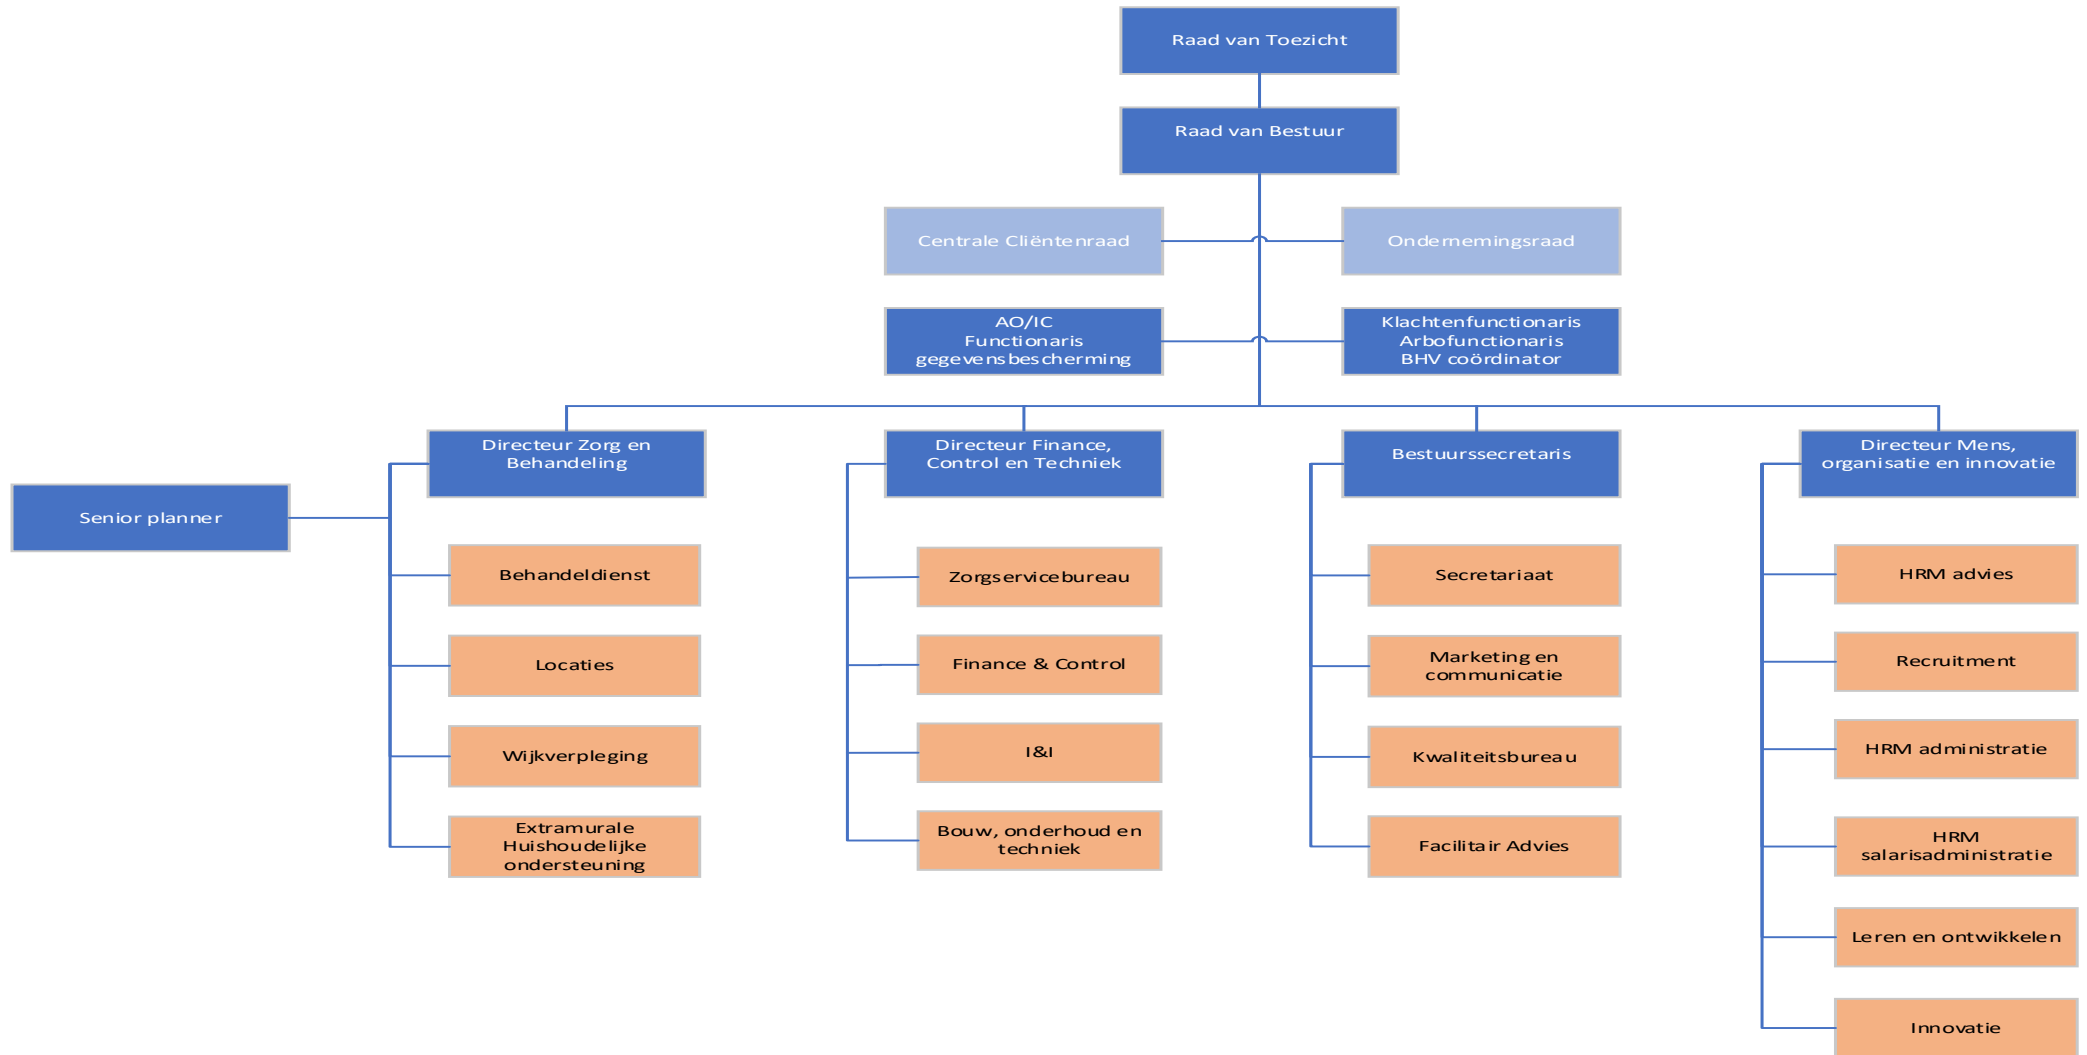 Raad van Toezicht
Raad van Bestuur
Centrale Cliëntenraad
Ondernemingsraad
AO/IC
Functionaris
gegevensbescherming
Klachtenfunctionaris
Arbofunctionaris
BHV coördinator
Directeur Zorg en
Behandeling
Directeur Finance,
Control en Techniek
Bestuurssecretaris
Directeur Mens,
organisatie en innovatie
Senior planner
Behandeldienst
Locaties
Wijkverpleging
Extramurale
Huishoudelijke
ondersteuning
Zorgservicebureau
Finance & Control
I&I
Bouw, onderhoud en
techniek
Secretariaat
Marketing en
communicatie
Kwaliteitsbureau
Facilitair Advies
HRM advies
Recruitment
HRM administratie
HRM
salarisadministratie
Leren en ontwikkelen
Innovatie